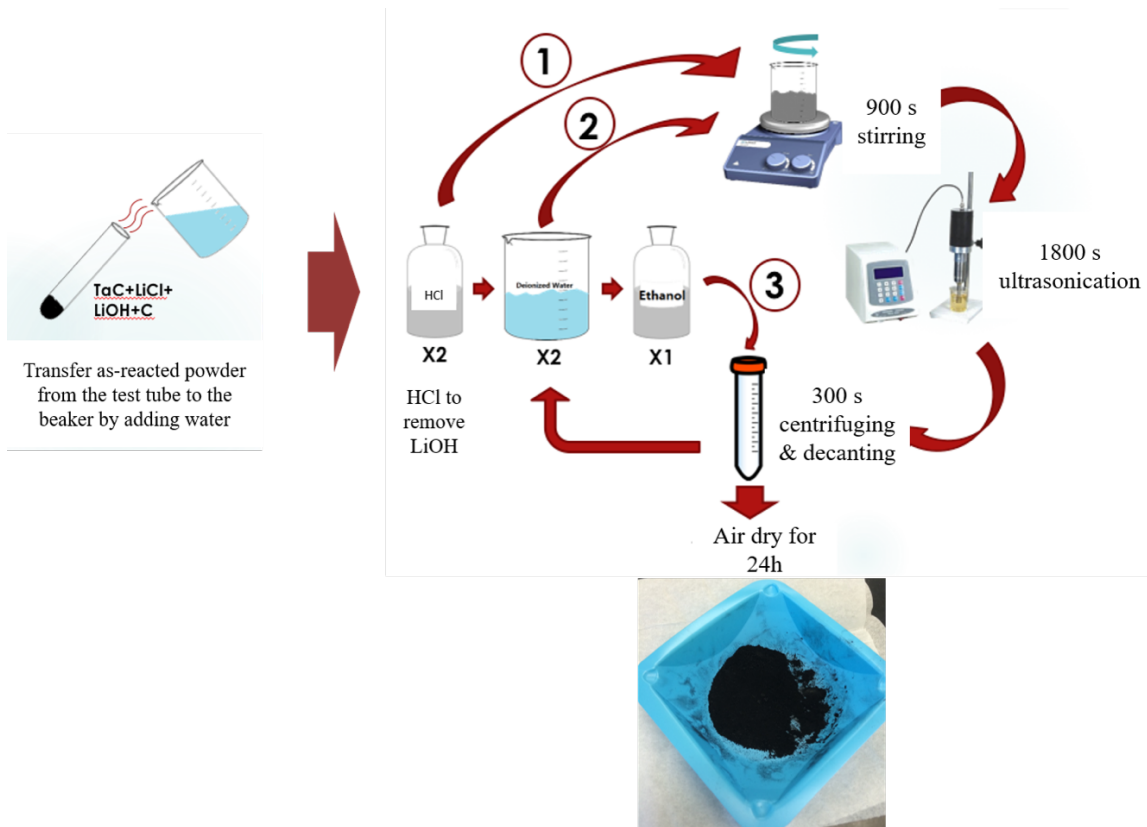 TaC+LiCl+
LiOH+C
Transfer as-reacted powder
from the test tube to the
beaker by adding water
1
2
900 s
stirring
1800 s
ultrasonication
HCl
Deionized Water
Ethanol
3
X2
X2
X1
HCl to
remove
LiOH
300 s
centrifuging
& decanting
Air dry for
24h